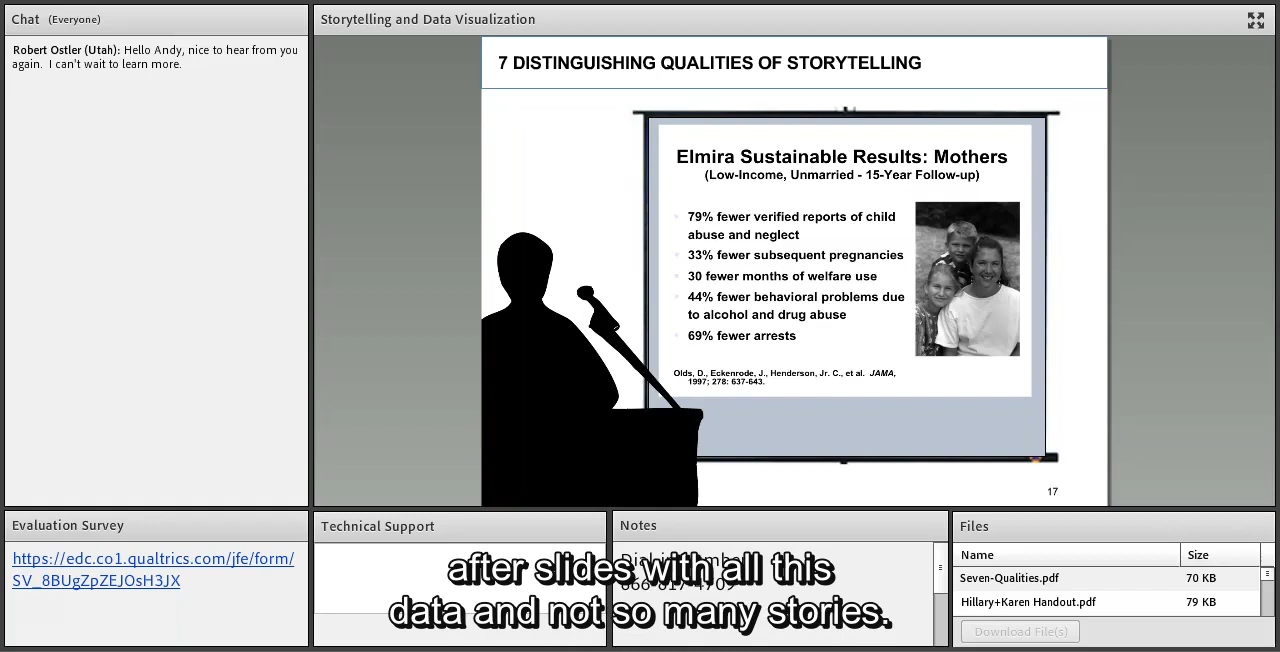 Chat (Everyone)
Robert Ostler (Utah): Hello Andy, nice to hear from you
again. I can't wait to learn more.
Storytelling and Data Visualization
7 DISTINGUISHING QUALITIES OF STORYTELLING
Elmira Sustainable Results: Mothers
(Low-Income, Unmarried - 15-Year Follow-up)
79% fewer verified reports of child
abuse and neglect
33% fewer subsequent pregnancies
30 fewer months of welfare use
44% fewer behavioral problems due
to alcohol and drug abuse
69% fewer arrests
Olds, D., Eckenrode, J., Henderson, Jr. C., et al. JAMA,
1997; 278: 637-643.
17
Evaluation Survey
https://edc.co1.qualtrics.com/jfe/form/
SV_8BUgZpZEJOsH3JX
Technical Support
Notes
Files
Name Size
Seven-Qualities.pdf 70 KB
Hillary+Karen Handout.pdf 79 KB
Download File(s)
after slides with all this
data and not so many stories.